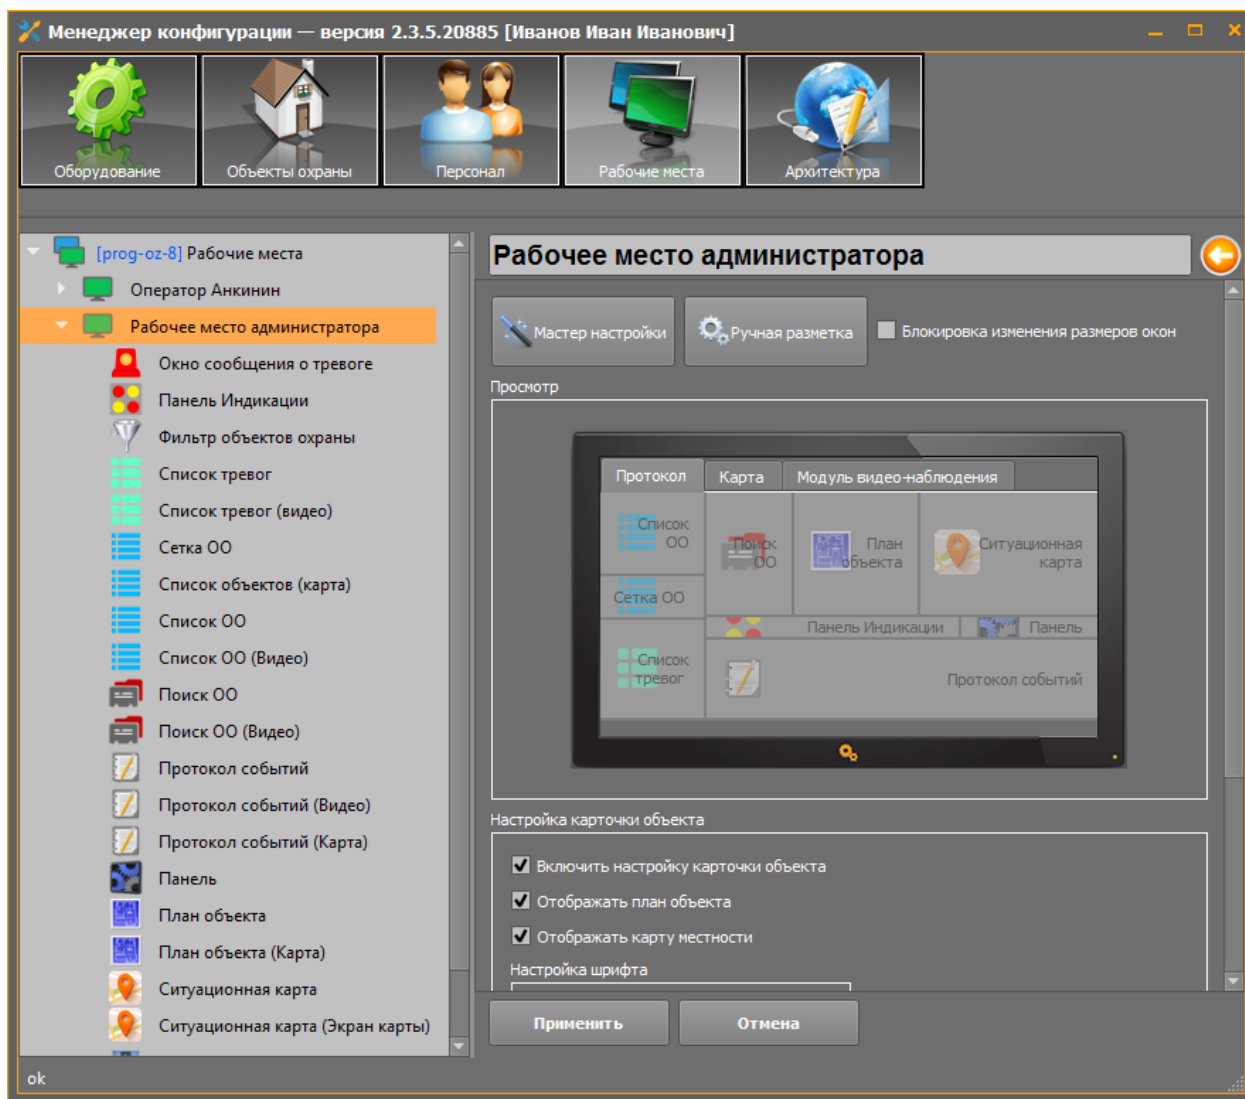 Менеджер конфигурации — версия 2.3.5.20885 [Иванов Иван Иванович]
Оборудование
Объекты охраны
Персонал
Рабочие места
Архитектура
[prog-oz-8] Рабочие места
Оператор Анкинин
Рабочее место администратора
Окно сообщения о тревоге
Панель Индикации
Фильтр объектов охраны
Список тревог
Список тревог (видео)
Сетка ОО
Список объектов (карта)
Список ОО
Список ОО (Видео)
Поиск ОО
Поиск ОО (Видео)
Протокол событий
Протокол событий (Видео)
Протокол событий (Карта)
Панель
План объекта
План объекта (Карта)
Ситуационная карта
Ситуационная карта (Экран карты)
Рабочее место администратора
Мастер настройки
Ручная разметка
Блокировка изменения размеров окон
Просмотр
Протокол
Карта
Модуль видео-наблюдения
Список
ОО
Поиск
ОО
План
объекта
Ситуационная
карта
Сетка ОО
Панель Индикации
Панель
Список
тревог
Протокол событий
Настройка карточки объекта
Включить настройку карточки объекта
Отображать план объекта
Отображать карту местности
Настройка шрифта
Применить
Отмена
ok